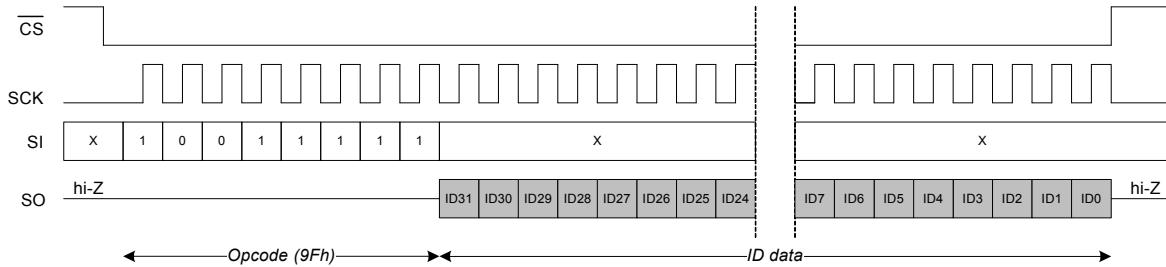 CS
SCK
SI X 1 0 0 1 1 1 1 1 X X
SO hi-Z ID31 ID30 ID29 ID28 ID27 ID26 ID25 ID24 ID7 ID6 ID5 ID4 ID3 ID2 ID1 ID0 hi-Z
Opcode (9Fh) ID data